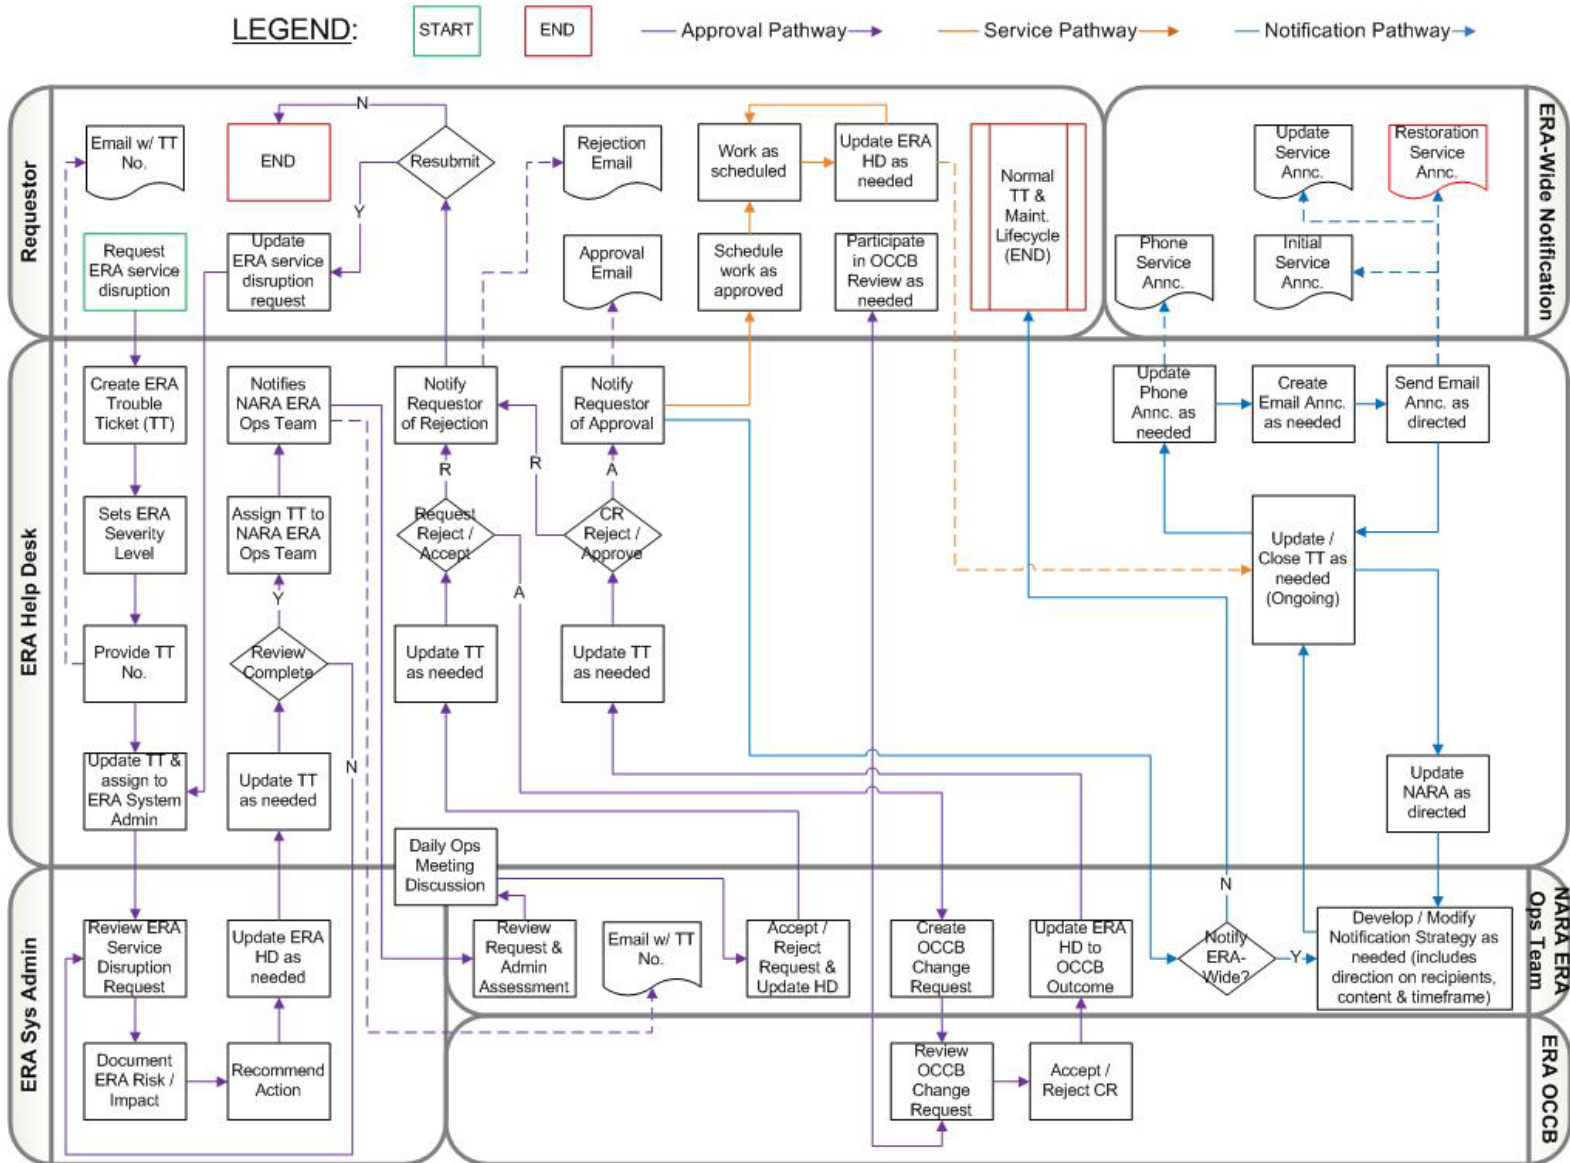 LEGEND:
START
END
Approval Pathway
Service Pathway
Notification Pathway
Requestor
Email w/ TT
No.
END
N
Resubmit
Y
Rejection
Email
Work as
scheduled
Update ERA
HD as
needed
Normal
TT &
Maint.
Lifecycle
(END)
Request
ERA service
disruption
Update
ERA service
disruption
request
Approval
Email
Schedule
work as
approved
Participate
in OCCB
Review as
needed
ERA-Wide Notification
Update
Service
Annc.
Restoration
Service
Annc.
Phone
Service
Annc.
Initial
Service
Annc.
ERA Help Desk
Create ERA
Trouble
Ticket (TT)
Notifies
NARA ERA
Ops Team
Notify
Requestor
of Rejection
Notify
Requestor
of Approval
Update
Phone
Annc. as
needed
Create
Email Annc.
as needed
Send Email
Annc. as
directed
R
R
A
Sets ERA
Severity
Level
Assign TT to
NARA ERA
Ops Team
Request
Reject /
Accept
CR
Reject /
Approve
Update /
Close TT as
needed
(Ongoing)
Y
A
Provide TT
No.
Review
Complete
Update TT
as needed
Update TT
as needed
Update TT &
assign to
ERA System
Admin
Update TT
as needed
N
Update
NARA as
directed
Daily Ops
Meeting
Discussion
ERA Sys Admin
Review ERA
Service
Disruption
Request
Update ERA
HD as
needed
Document
ERA Risk /
Impact
Recommend
Action
NARA ERA
Ops Team
Review
Request &
Admin
Assessment
Email w/ TT
No.
Accept /
Reject
Request &
Update HD
Create
OCCB
Change
Request
Update ERA
HD to
OCCB
Outcome
N
Notify
ERA-
Wide?
Y
Develop / Modify
Notification Strategy as
needed (includes
direction on recipients,
content & timeframe)
ERA OCCB
Review
OCCB
Change
Request
Accept /
Reject CR